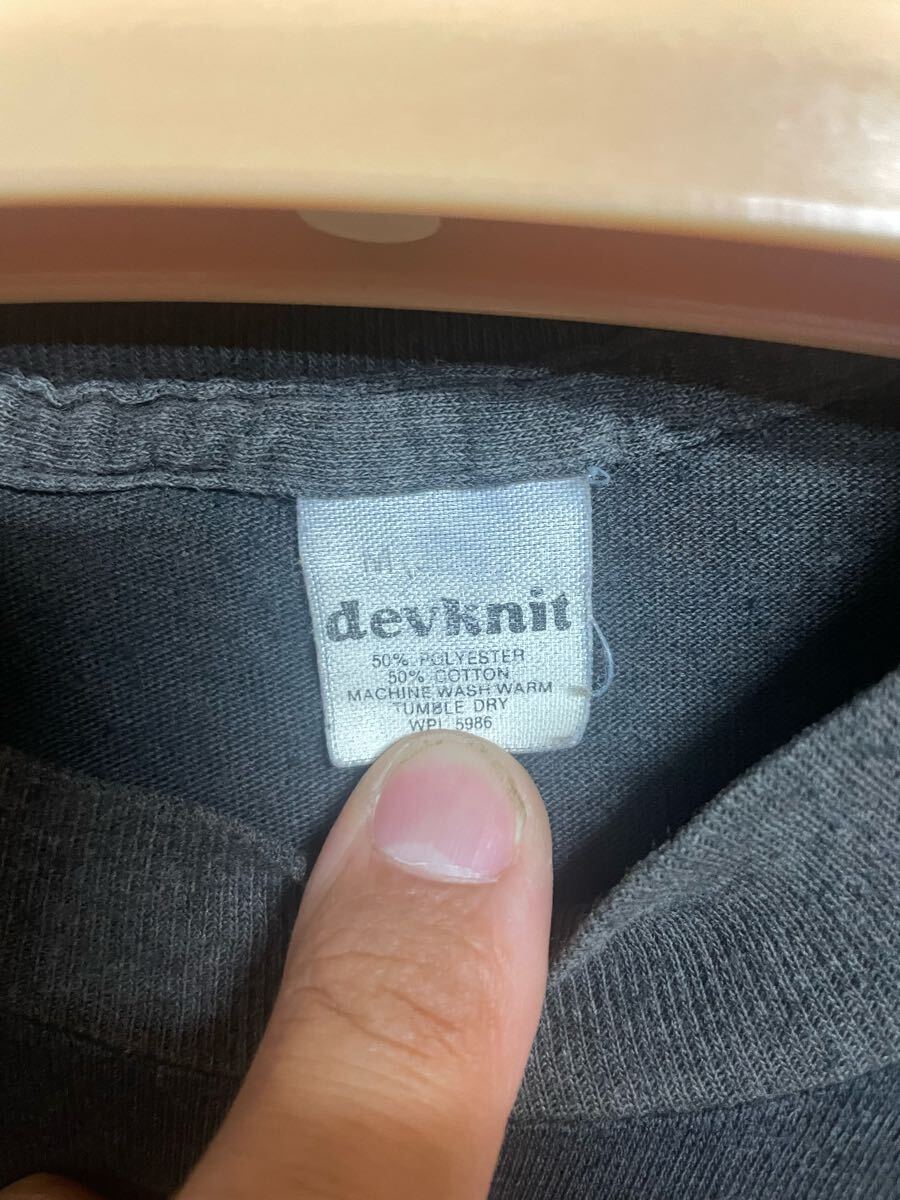 M
devknit
50% POLYESTER
50% COTTON
MACHINE WASH WARM
TUMBLE DRY
WPL 5986